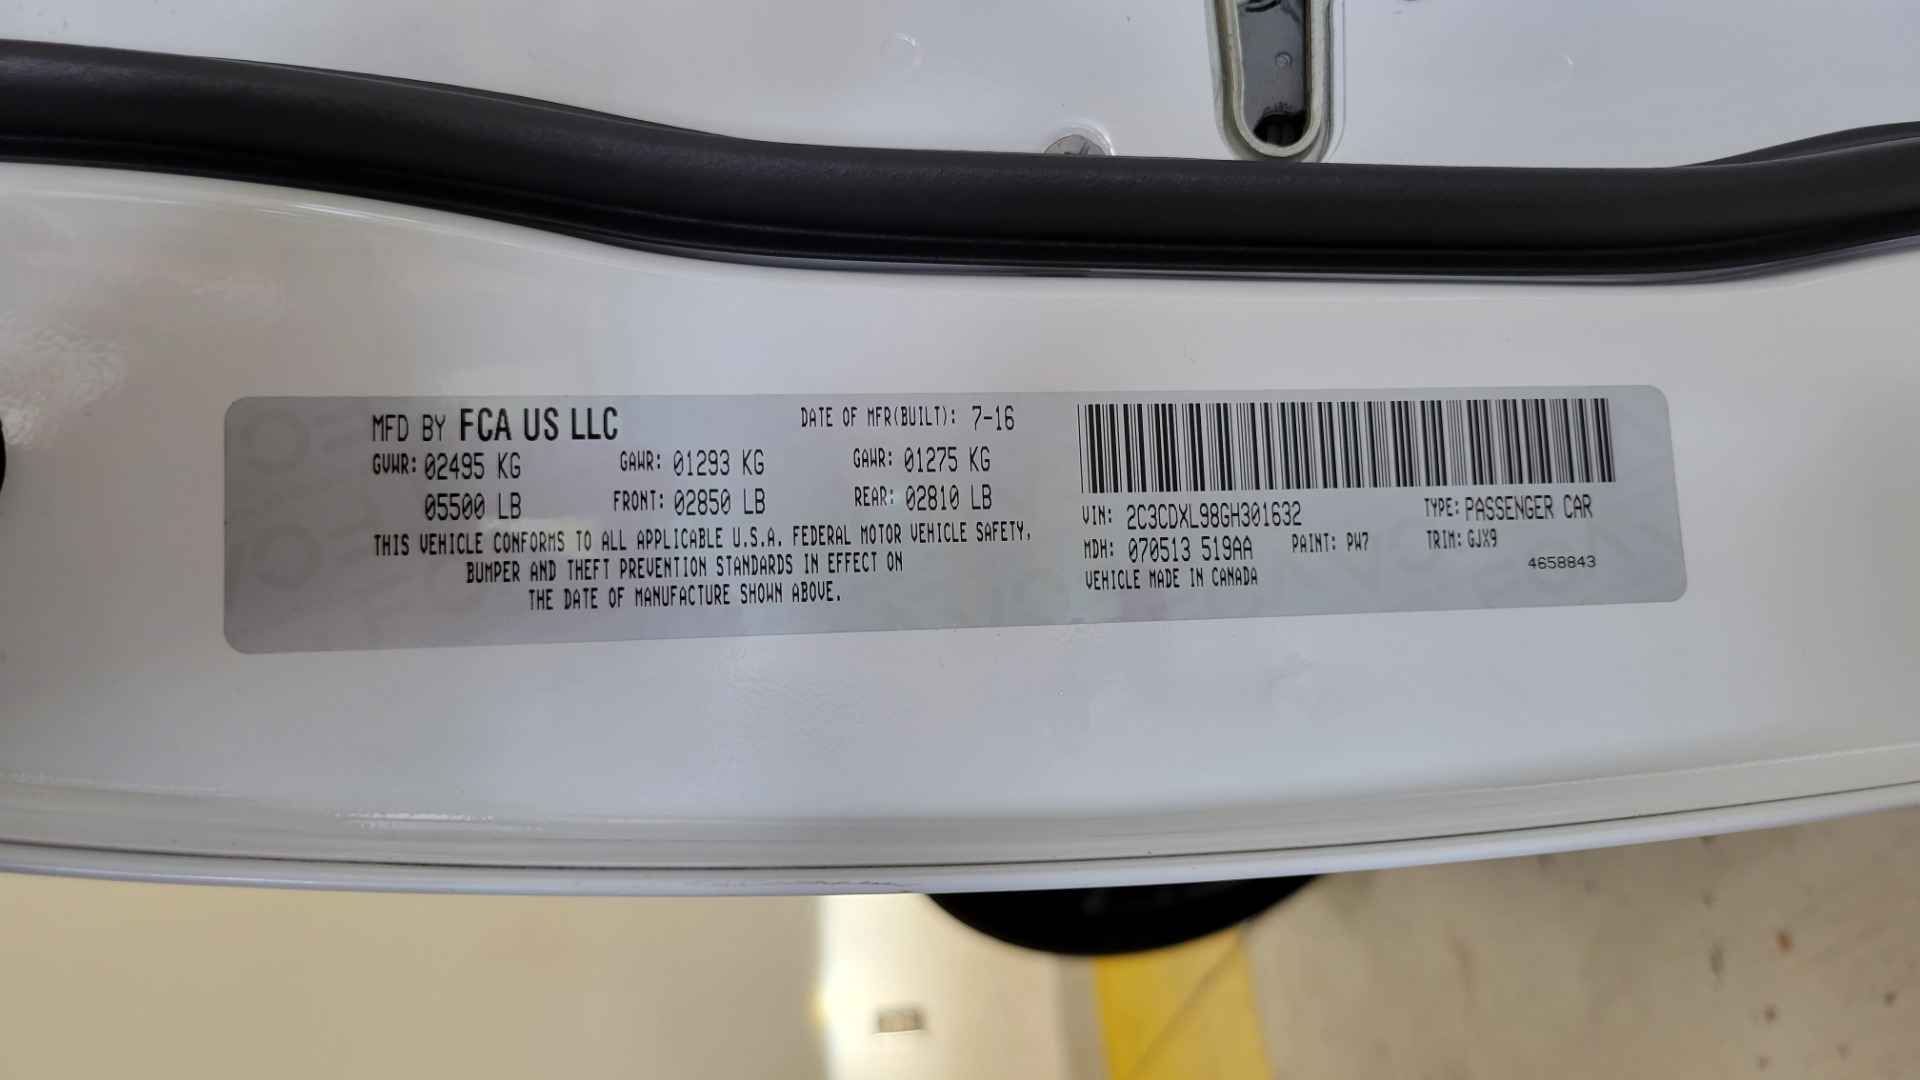 MFD BY FCA US LLC DATE OF MFR(BUILT): 7-16
GVWR: 02495 KG GAWR: 01293 KG GAWR: 01275 KG
05500 LB FRONT: 02850 LB REAR: 02810 LB
THIS VEHICLE CONFORMS TO ALL APPLICABLE U.S.A. FEDERAL MOTOR VEHICLE SAFETY,
BUMPER AND THEFT PREVENTION STANDARDS IN EFFECT ON
THE DATE OF MANUFACTURE SHOWN ABOVE.
VIN: 2C3CDXL98GH301632 TYPE: PASSENGER CAR
MDH: 070513 519AA PAINT: PW7 TRIM: GJX9
VEHICLE MADE IN CANADA 4658843